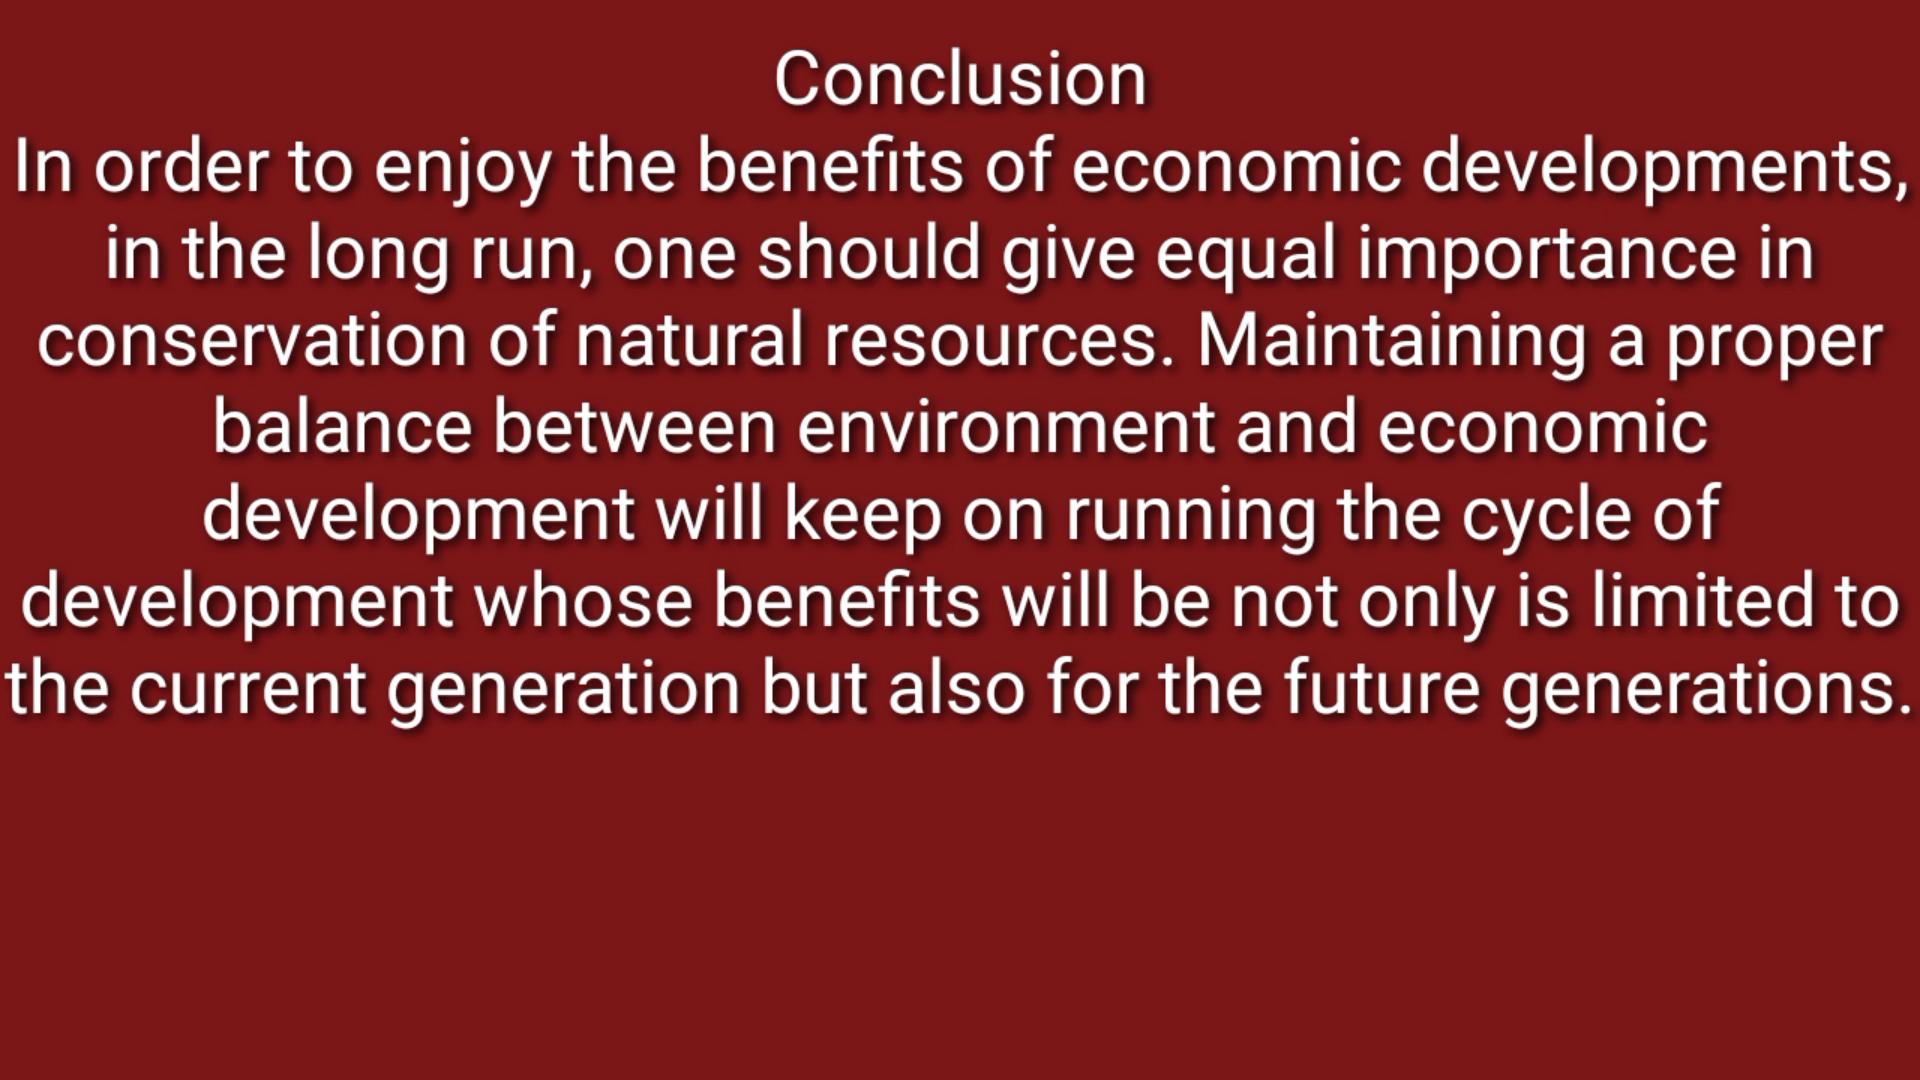 Conclusion
In order to enjoy the benefits of economic developments,
in the long run, one should give equal importance in
conservation of natural resources. Maintaining a proper
balance between environment and economic
development will keep on running the cycle of
development whose benefits will be not only is limited to
the current generation but also for the future generations.